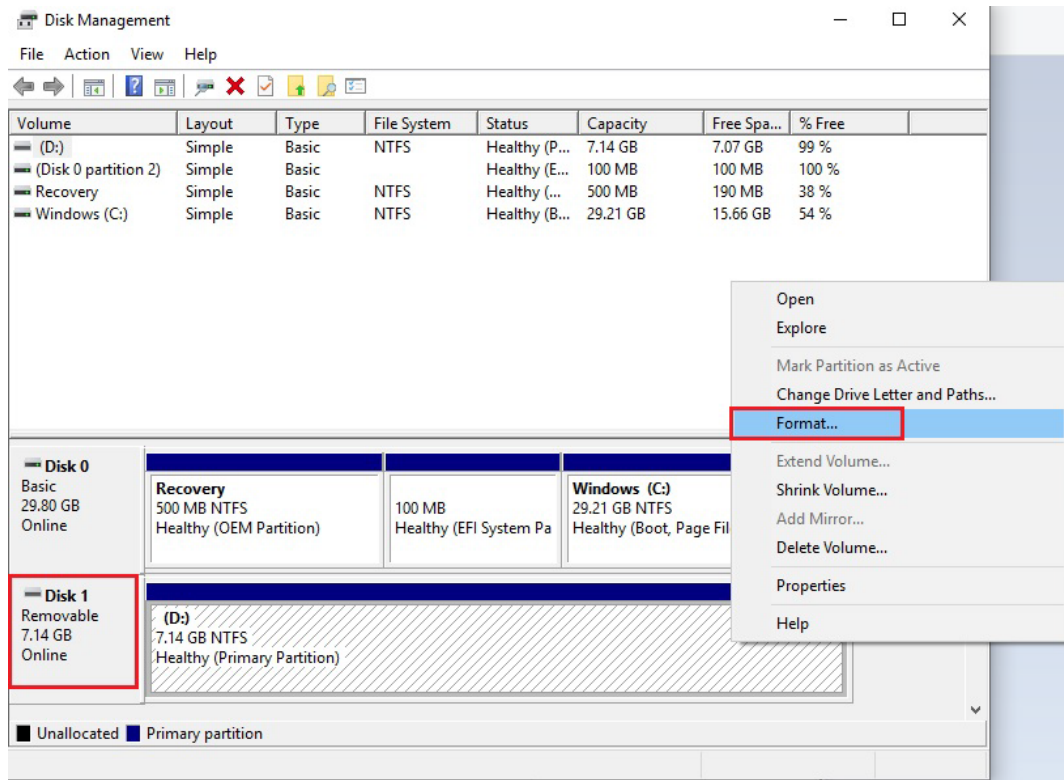 Disk Management
File Action View Help
Volume Layout Type File System Status Capacity Free Spa... % Free
(D:) Simple Basic NTFS Healthy (P... 7.14 GB 7.07 GB 99 %
(Disk 0 partition 2) Simple Basic Healthy (E... 100 MB 100 MB 100 %
Recovery Simple Basic NTFS Healthy (... 500 MB 190 MB 38 %
Windows (C:) Simple Basic NTFS Healthy (B... 29.21 GB 15.66 GB 54 %
Open
Explore
Mark Partition as Active
Change Drive Letter and Paths...
Format...
Extend Volume...
Shrink Volume...
Add Mirror...
Delete Volume...
Properties
Help
Disk 0
Basic
29.80 GB
Online
Recovery
500 MB NTFS
Healthy (OEM Partition)
100 MB
Healthy (EFI System Pa
Windows (C:)
29.21 GB NTFS
Healthy (Boot, Page Fil
Disk 1
Removable
7.14 GB
Online
(D:)
7.14 GB NTFS
Healthy (Primary Partition)
Unallocated Primary partition